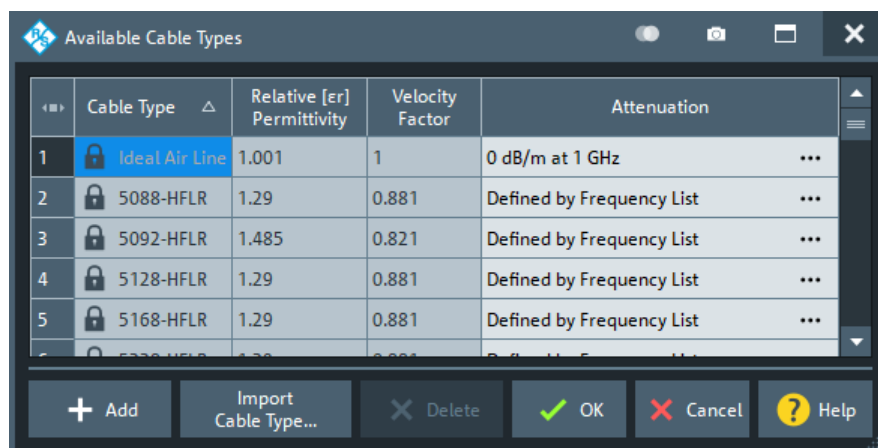 Available Cable Types
Cable Type Relative [εr] Permittivity Velocity Factor Attenuation
1 Ideal Air Line 1.001 1 0 dB/m at 1 GHz ...
2 5088-HFLR 1.29 0.881 Defined by Frequency List ...
3 5092-HFLR 1.485 0.821 Defined by Frequency List ...
4 5128-HFLR 1.29 0.881 Defined by Frequency List ...
5 5168-HFLR 1.29 0.881 Defined by Frequency List ...
Add Import Cable Type... Delete OK Cancel ? Help